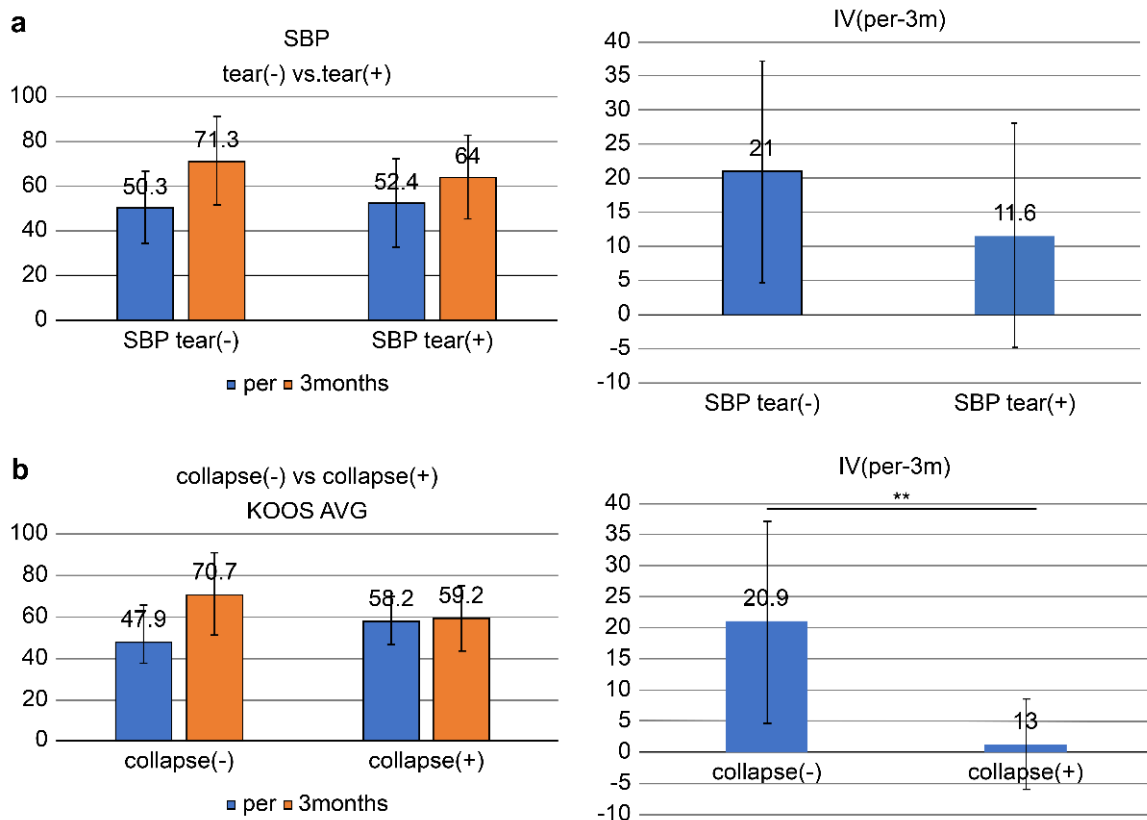 a
SBP
tear(-) vs.tear(+)
100
80
60
40
20
0
50.3
71.3
52.4
64
SBP tear(-)
SBP tear(+)
per
3months
IV(per-3m)
40
35
30
25
20
15
10
5
0
-5
-10
21
11.6
SBP tear(-)
SBP tear(+)
b
collapse(-) vs collapse(+)
KOOS AVG
100
80
60
40
20
0
47.9
70.7
58.2
59.2
collapse(-)
collapse(+)
per
3months
IV(per-3m)
40
35
30
25
20
15
10
5
0
-5
-10
**
20.9
13
collapse(-)
collapse(+)